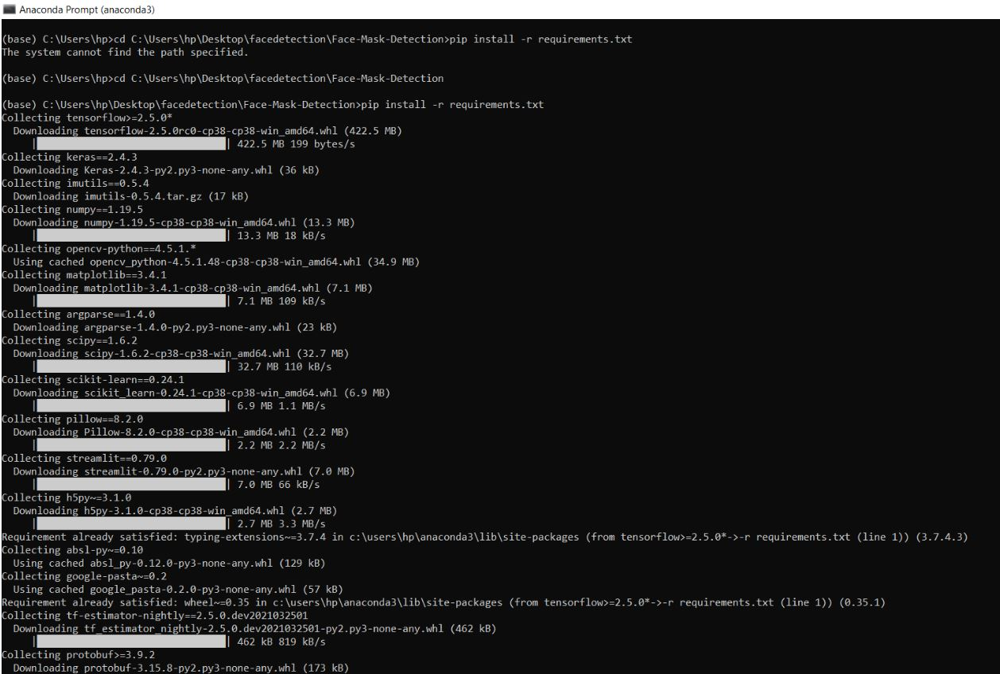 Anaconda Prompt (anaconda3)
(base) C:\Users\hp>cd C:\Users\hp\Desktop\facedetection\Face-Mask-Detection>pip install -r requirements.txt
The system cannot find the path specified.
(base) C:\Users\hp>cd C:\Users\hp\Desktop\facedetection\Face-Mask-Detection
(base) C:\Users\hp\Desktop\facedetection\Face-Mask-Detection>pip install -r requirements.txt
Collecting tensorflow>=2.5.0*
  Downloading tensorflow-2.5.0rc0-cp38-cp38-win_amd64.whl (422.5 MB)
     | | 422.5 MB 199 bytes/s
Collecting keras==2.4.3
  Downloading Keras-2.4.3-py2.py3-none-any.whl (36 kB)
Collecting imutils==0.5.4
  Downloading imutils-0.5.4.tar.gz (17 kB)
Collecting numpy==1.19.5
  Downloading numpy-1.19.5-cp38-cp38-win_amd64.whl (13.3 MB)
     | | 13.3 MB 18 kB/s
Collecting opencv-python==4.5.1.*
  Using cached opencv_python-4.5.1.48-cp38-cp38-win_amd64.whl (34.9 MB)
Collecting matplotlib==3.4.1
  Downloading matplotlib-3.4.1-cp38-cp38-win_amd64.whl (7.1 MB)
     | | 7.1 MB 109 kB/s
Collecting argparse==1.4.0
  Downloading argparse-1.4.0-py2.py3-none-any.whl (23 kB)
Collecting scipy==1.6.2
  Downloading scipy-1.6.2-cp38-cp38-win_amd64.whl (32.7 MB)
     | | 32.7 MB 110 kB/s
Collecting scikit-learn==0.24.1
  Downloading scikit_learn-0.24.1-cp38-cp38-win_amd64.whl (6.9 MB)
     | | 6.9 MB 1.1 MB/s
Collecting pillow==8.2.0
  Downloading Pillow-8.2.0-cp38-cp38-win_amd64.whl (2.2 MB)
     | | 2.2 MB 2.2 MB/s
Collecting streamlit==0.79.0
  Downloading streamlit-0.79.0-py2.py3-none-any.whl (7.0 MB)
     | | 7.0 MB 66 kB/s
Collecting h5py~=3.1.0
  Downloading h5py-3.1.0-cp38-cp38-win_amd64.whl (2.7 MB)
     | | 2.7 MB 3.3 MB/s
Requirement already satisfied: typing-extensions~=3.7.4 in c:\users\hp\anaconda3\lib\site-packages (from tensorflow>=2.5.0*->-r requirements.txt (line 1)) (3.7.4.3)
Collecting absl-py~=0.10
  Using cached absl_py-0.12.0-py3-none-any.whl (129 kB)
Collecting google-pasta~=0.2
  Using cached google_pasta-0.2.0-py3-none-any.whl (57 kB)
Requirement already satisfied: wheel~=0.35 in c:\users\hp\anaconda3\lib\site-packages (from tensorflow>=2.5.0*->-r requirements.txt (line 1)) (0.35.1)
Collecting tf-estimator-nightly==2.5.0.dev2021032501
  Downloading tf_estimator_nightly-2.5.0.dev2021032501-py2.py3-none-any.whl (462 kB)
     | | 462 kB 819 kB/s
Collecting protobuf>=3.9.2
  Downloading protobuf-3.15.8-py2.py3-none-any.whl (173 kB)